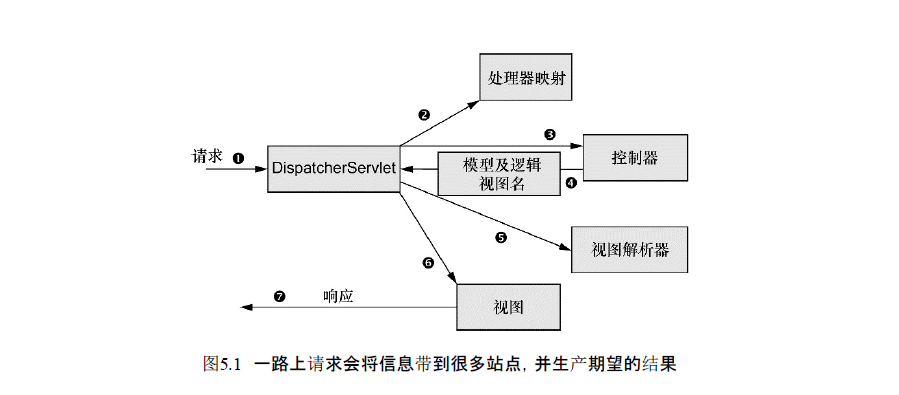 处理器映射
❷
❸
请求
❶
DispatcherServlet
模型及逻辑
视图名
❹
控制器
❺
视图解析器
❻
❼
响应
视图
图5.1 一路上请求会将信息带到很多站点，并生产期望的结果